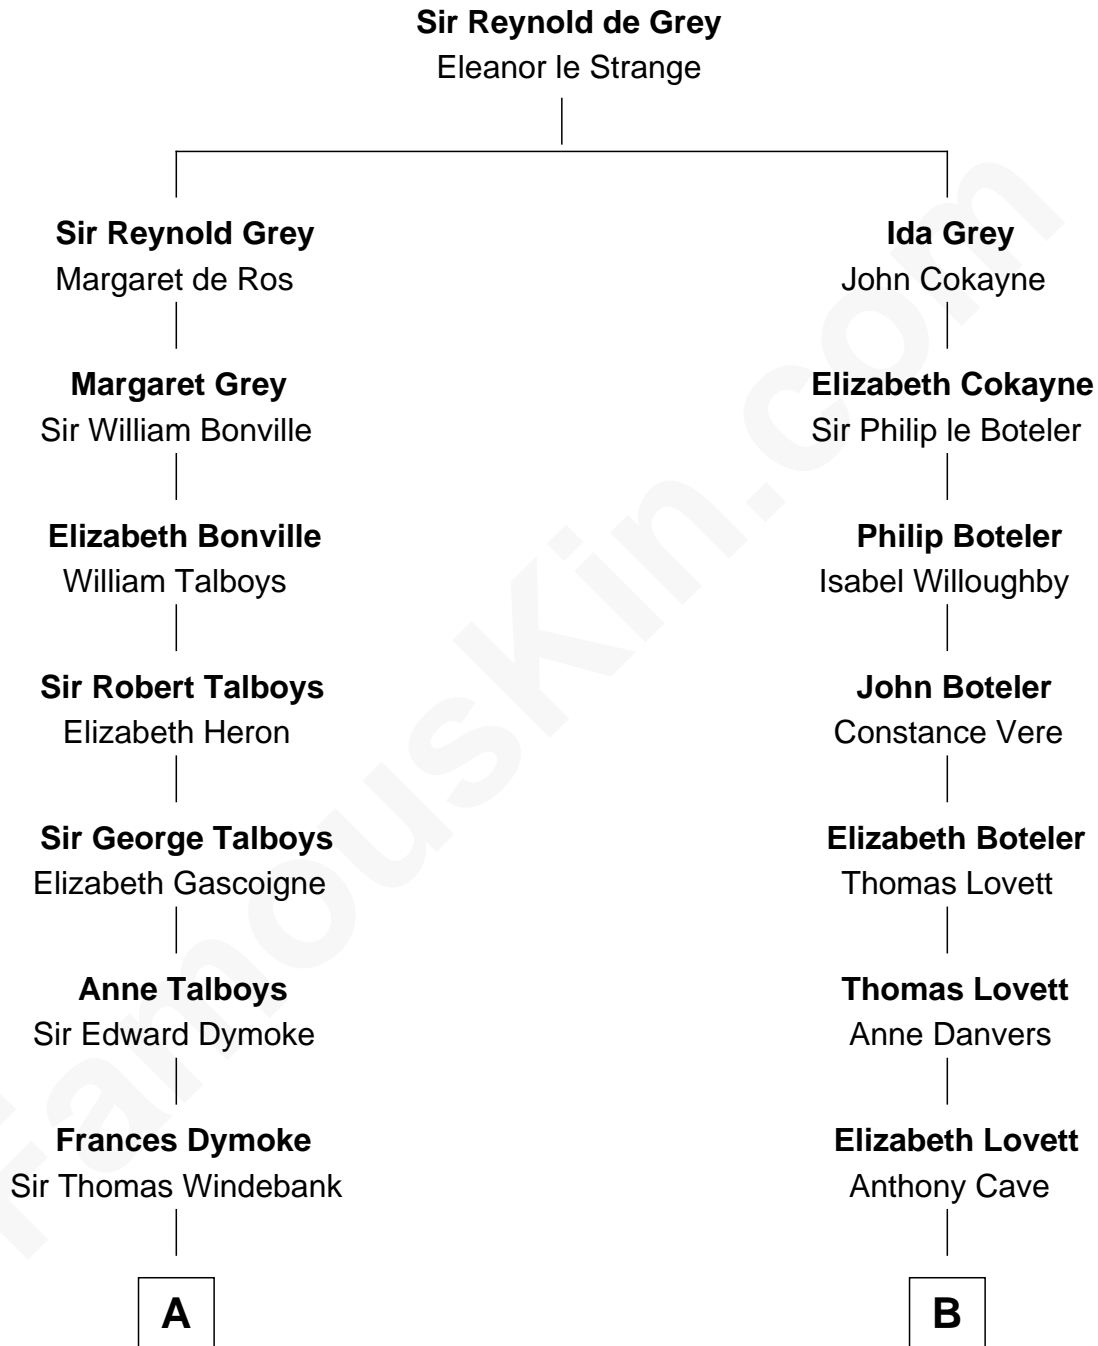 Sir Reynold de Grey
Eleanor le Strange
Sir Reynold Grey
Margaret de Ros
Ida Grey
John Cokayne
Margaret Grey
Sir William Bonville
Elizabeth Cokayne
Sir Philip le Boteler
Elizabeth Bonville
William Talboys
Philip Boteler
Isabel Willoughby
Sir Robert Talboys
Elizabeth Heron
John Boteler
Constance Vere
Sir George Talboys
Elizabeth Gascoigne
Elizabeth Boteler
Thomas Lovett
Anne Talboys
Sir Edward Dymoke
Thomas Lovett
Anne Danvers
Frances Dymoke
Sir Thomas Windebank
Elizabeth Lovett
Anthony Cave
A
B
FamousKin.com